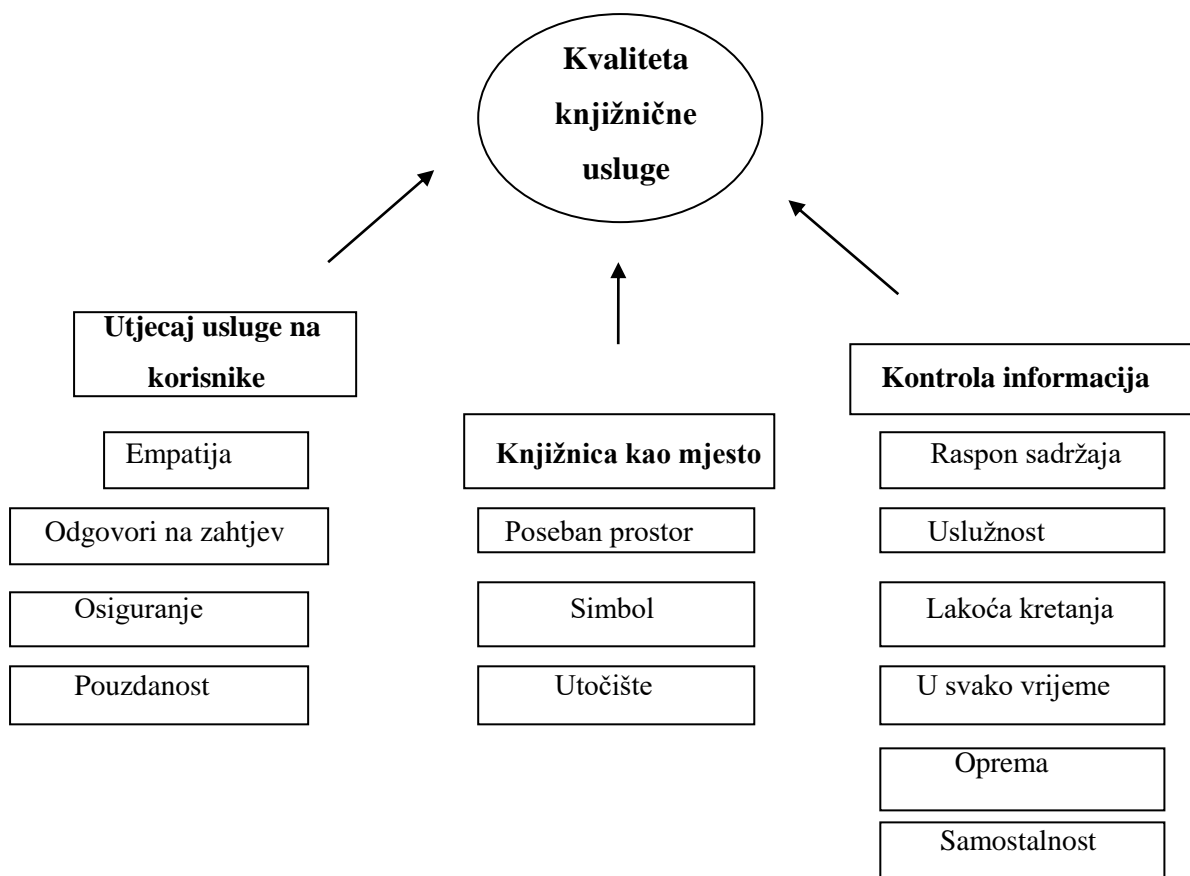 Kvaliteta
knjižnične
usluge
Utjecaj usluge na
korisnike
Empatija
Odgovori na zahtjev
Osiguranje
Pouzdanost
Knjižnica kao mjesto
Poseban prostor
Simbol
Utočište
Kontrola informacija
Raspon sadržaja
Uslužnost
Lakoća kretanja
U svako vrijeme
Oprema
Samostalnost